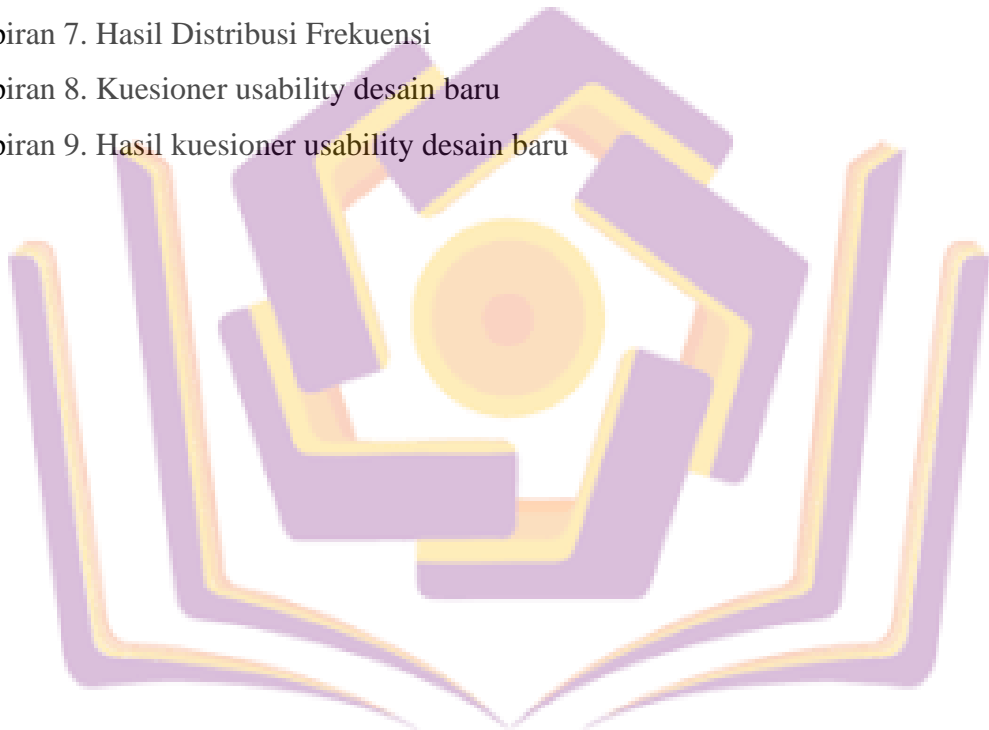 piran 7. Hasil Distribusi Frekuensi
piran 8. Kuesioner usability desain baru
piran 9. Hasil kuesioner usability desain baru